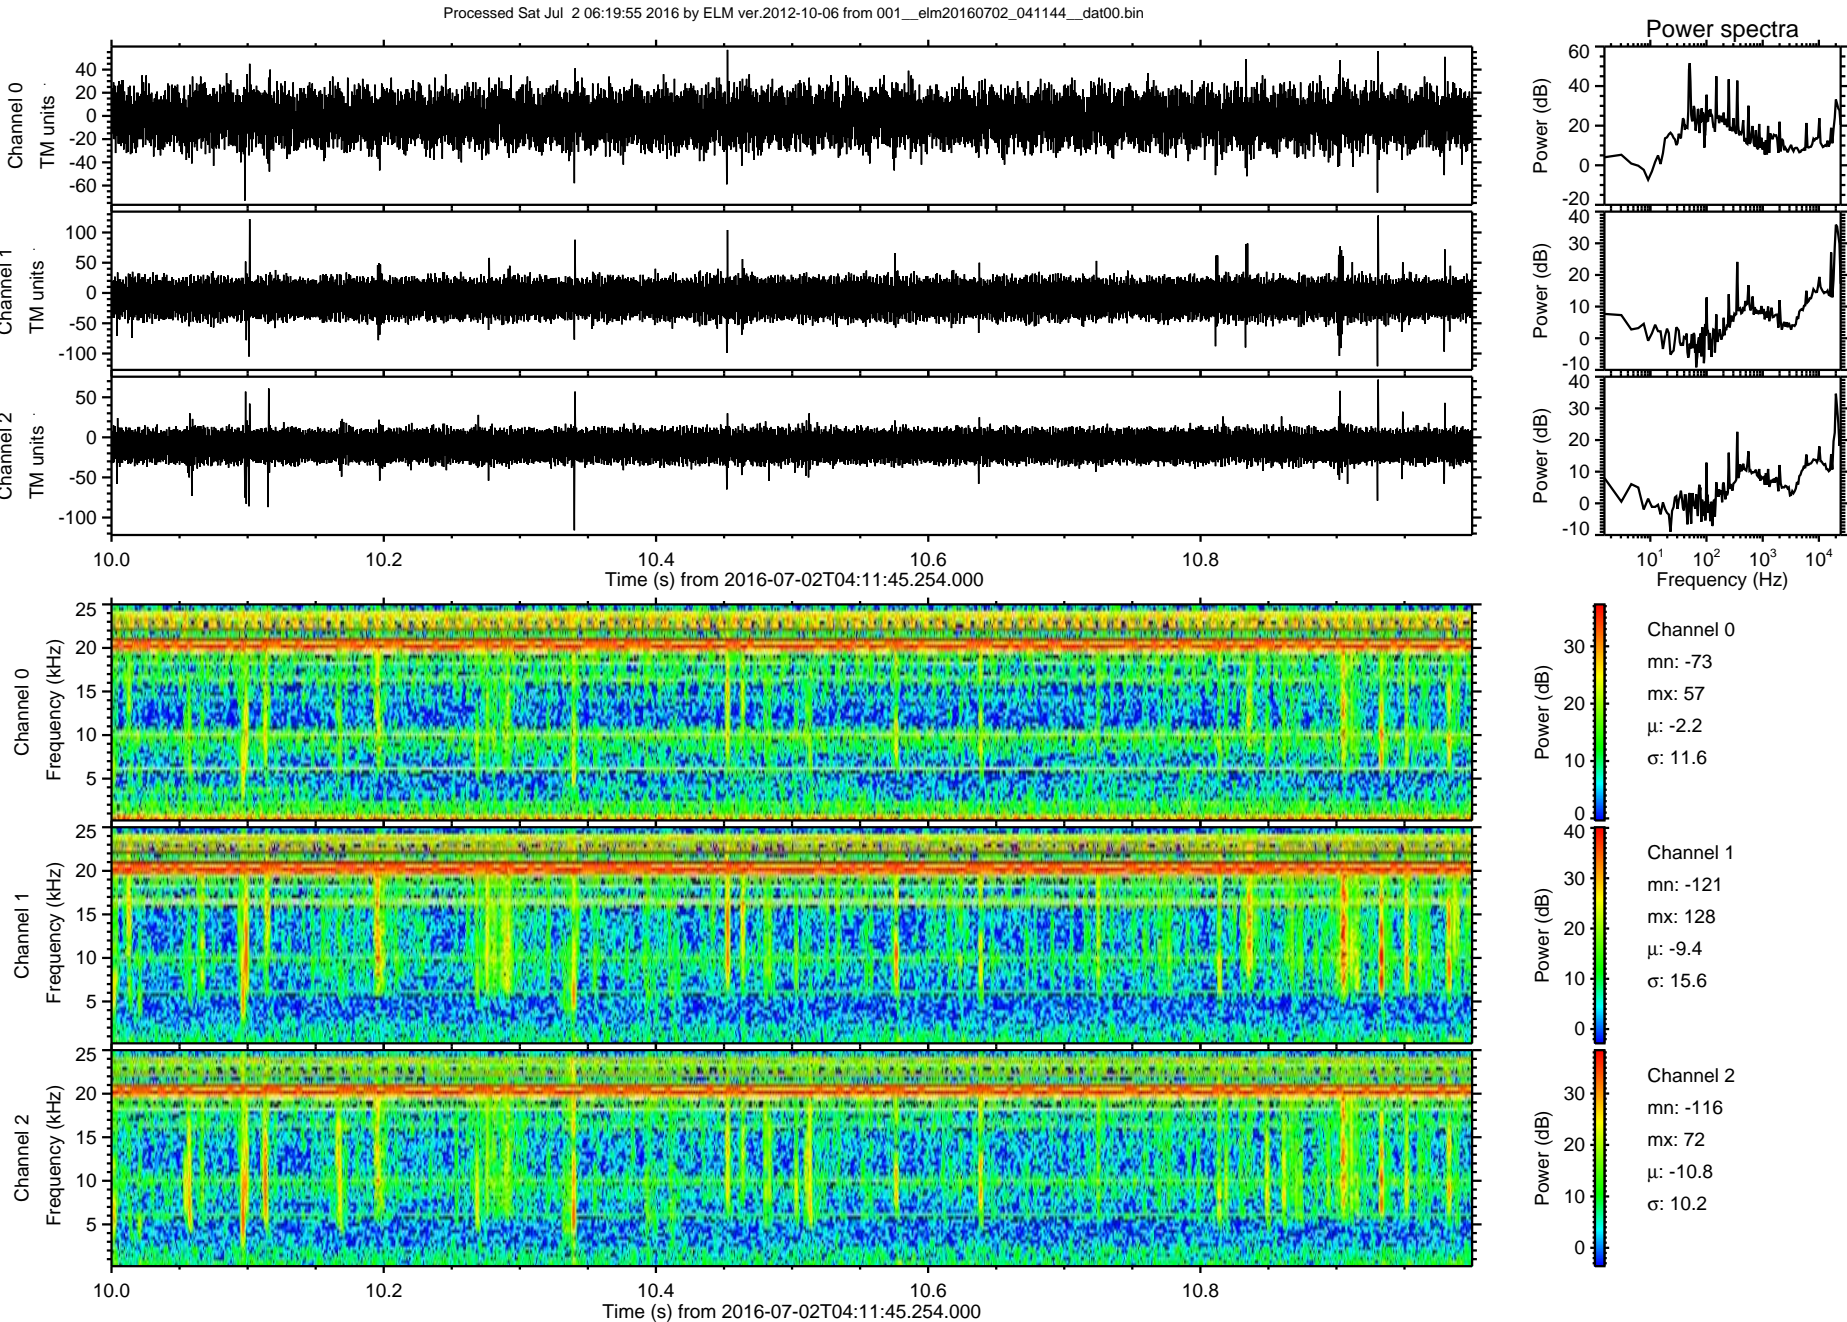 Processed Sat Jul 2 06:19:55 2016 by ELM ver.2012-10-06 from 001__elm20160702_041144__dat00.bin
Power spectra
Channel 0
TM units
40
20
0
-20
-40
-60
Power (dB)
60
40
20
0
-20
Channel 1
TM units
100
50
0
-50
-100
Power (dB)
40
30
20
10
0
-10
Channel 2
TM units
50
0
-50
-100
Power (dB)
40
30
20
10
0
-10
10.0 10.2 10.4 10.6 10.8
Time (s) from 2016-07-02T04:11:45.254.000
10^1 10^2 10^3 10^4
Frequency (Hz)
Channel 0
Frequency (kHz)
25
20
15
10
5
Power (dB)
30
20
10
0
Channel 0
mn: -73
mx: 57
μ: -2.2
σ: 11.6
Channel 1
Frequency (kHz)
25
20
15
10
5
Power (dB)
40
30
20
10
0
Channel 1
mn: -121
mx: 128
μ: -9.4
σ: 15.6
Channel 2
Frequency (kHz)
25
20
15
10
5
Power (dB)
30
20
10
0
Channel 2
mn: -116
mx: 72
μ: -10.8
σ: 10.2
10.0 10.2 10.4 10.6 10.8
Time (s) from 2016-07-02T04:11:45.254.000